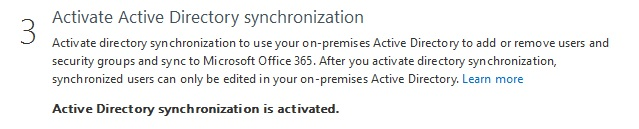 3
Activate Active Directory synchronization
Activate directory synchronization to use your on-premises Active Directory to add or remove users and
security groups and sync to Microsoft Office 365. After you activate directory synchronization,
synchronized users can only be edited in your on-premises Active Directory. Learn more
Active Directory synchronization is activated.